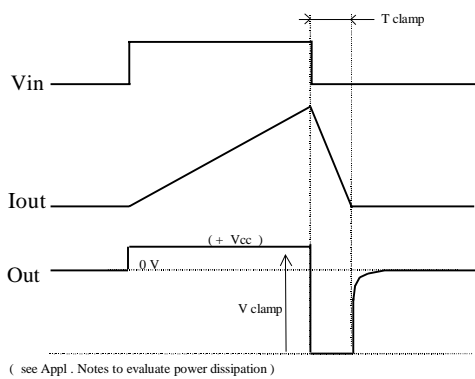 T clamp
Vin
Iout
( + Vcc )
Out
0 V
V clamp
( see Appl . Notes to evaluate power dissipation )